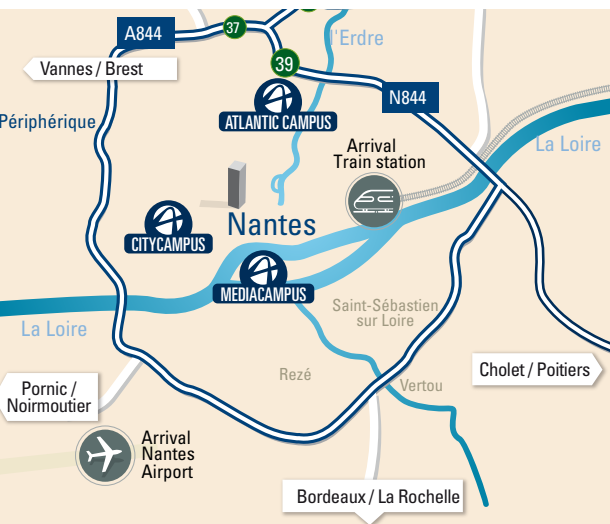 A844
37
l'Erdre
Vannes / Brest
39
N844
Périphérique
ATLANTIC CAMPUS
Arrival
Train station
La Loire
Nantes
CITYCAMPUS
MEDIACAMPUS
Saint-Sébastien
sur Loire
La Loire
Rezé
Vertou
Cholet / Poitiers
Pornic /
Noirmoutier
Arrival
Nantes
Airport
Bordeaux / La Rochelle